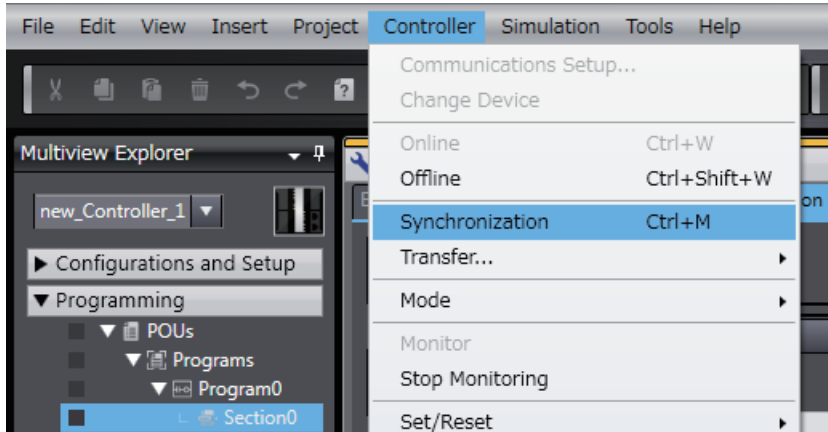 File Edit View Insert Project Controller Simulation Tools Help
Communications Setup...
Change Device
Online Ctrl+W
Offline Ctrl+Shift+W
Synchronization Ctrl+M
Transfer...
Mode
Monitor
Stop Monitoring
Set/Reset
Multiview Explorer
new_Controller_1
Configurations and Setup
Programming
POUs
Programs
Program0
Section0
on